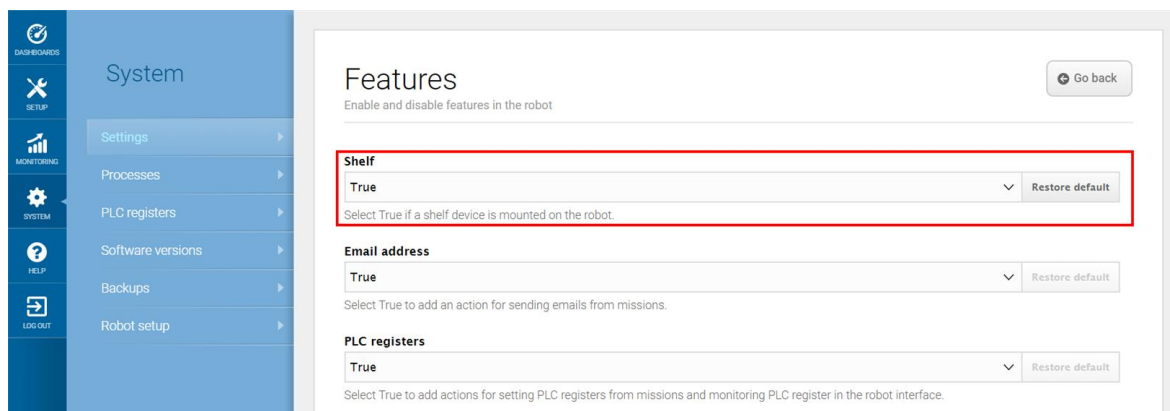 DASHBOARDS
SETUP
MONITORING
SYSTEM
HELP
LOG OUT
System
Settings
Processes
PLC registers
Software versions
Backups
Robot setup
Features
Go back
Enable and disable features in the robot
Shelf
True
Restore default
Select True if a shelf device is mounted on the robot.
Email address
True
Restore default
Select True to add an action for sending emails from missions.
PLC registers
True
Restore default
Select True to add actions for setting PLC registers from missions and monitoring PLC register in the robot interface.